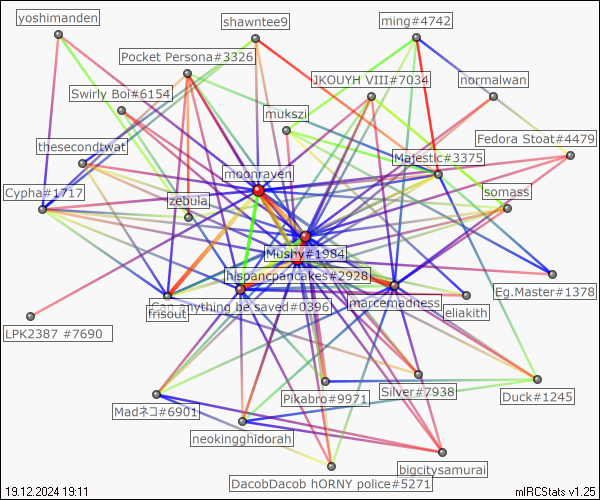 yoshimanden
shawntee9
ming#4742
Pocket Persona#3326
JKOUYH VIII#7034
normalwan
Swirly Boi#6154
mukszi
Fedora Stoat#4479
thesecondtwat
Majestic#3375
moonraven
Cypha#1717
zebula
somass
Mushy#1984
hispancpancakes#2928
Eg.Master#1378
Can anything be saved#0396
marcemadness
eliakith
frisout
LPK2387 #7690
Silver#7938
Duck#1245
Pikabro#9971
Madネコ#6901
neokingghidorah
bigcitysamurai
DacobDacob hORNY police#5271
19.12.2024 19:11
mIRCStats v1.25